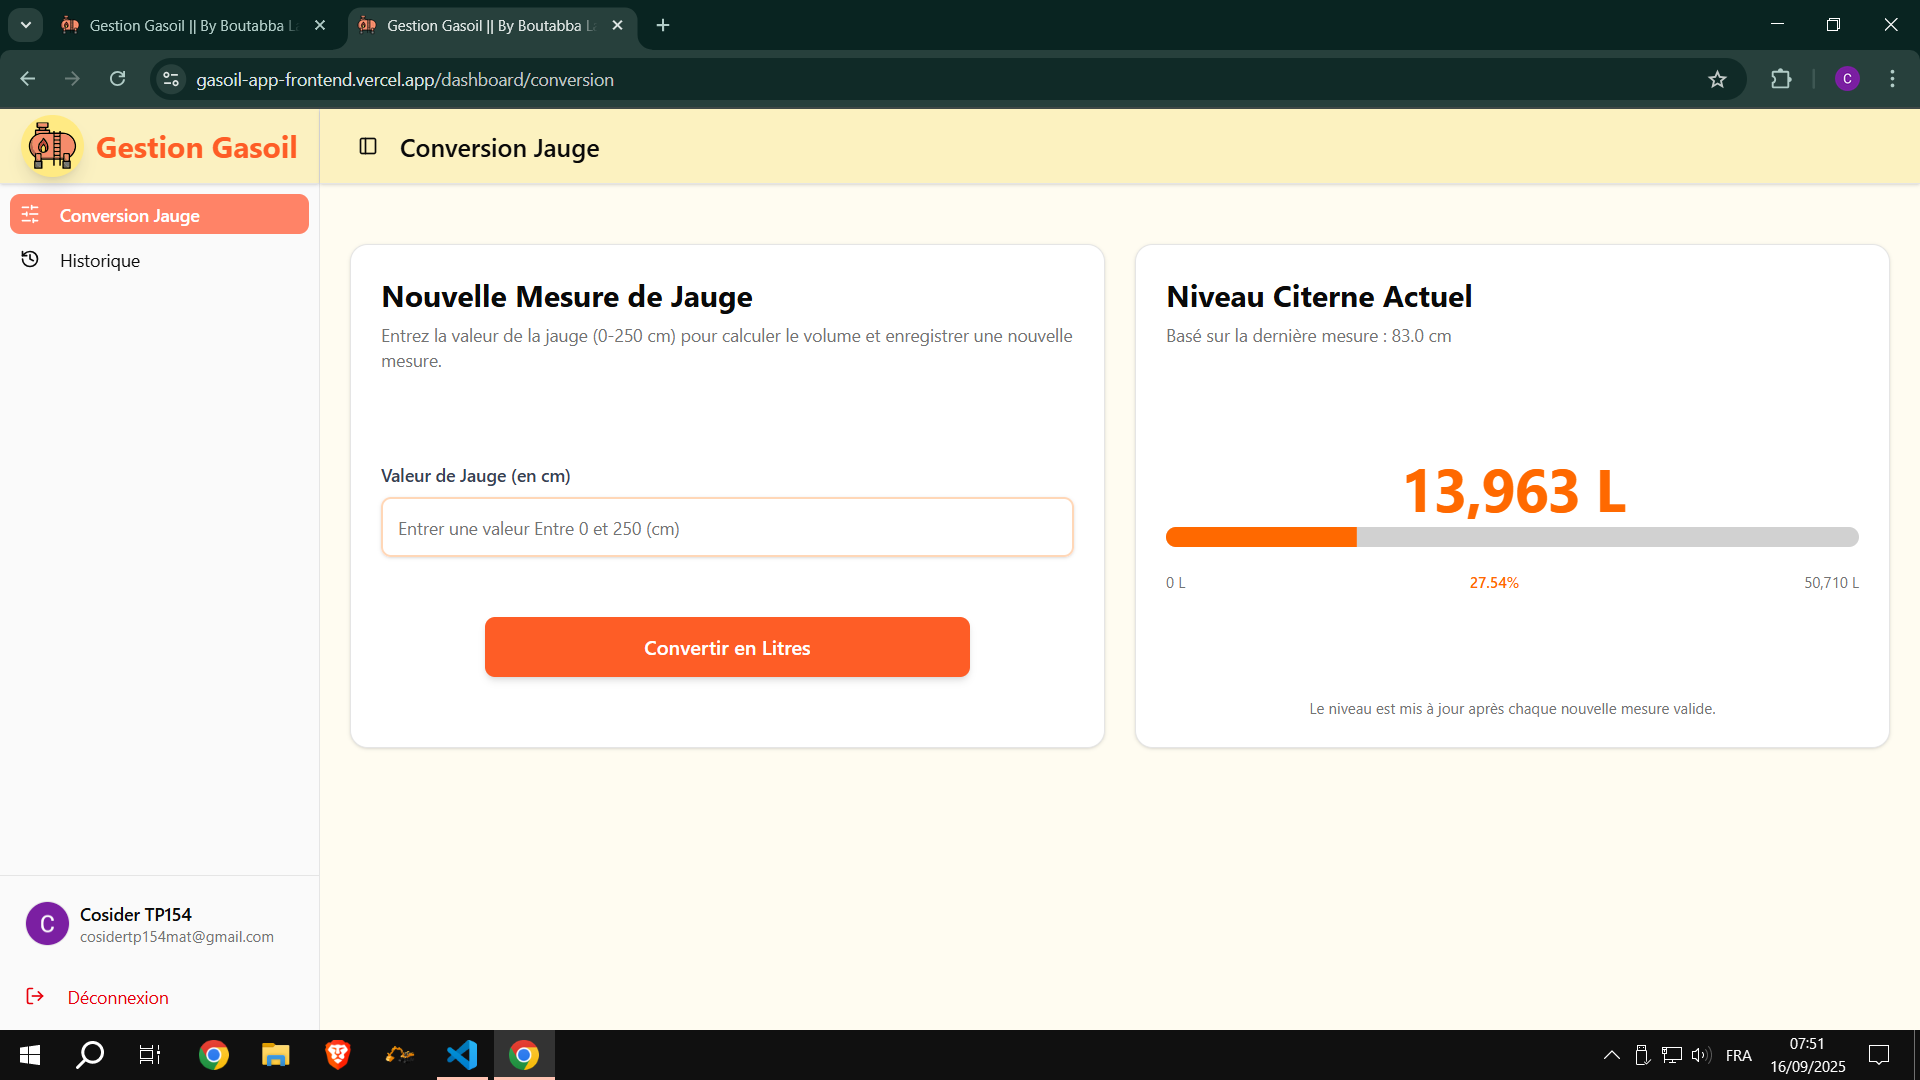 Gestion Gasoil || By Boutabba L
Gestion Gasoil || By Boutabba L
gasoil-app-frontend.vercel.app/dashboard/conversion
C
Gestion Gasoil
Conversion Jauge
Conversion Jauge
Historique
Nouvelle Mesure de Jauge
Entrez la valeur de la jauge (0-250 cm) pour calculer le volume et enregistrer une nouvelle
mesure.
Valeur de Jauge (en cm)
Entrer une valeur Entre 0 et 250 (cm)
Convertir en Litres
Niveau Citerne Actuel
Basé sur la dernière mesure : 83.0 cm
13,963 L
0 L
27.54%
50,710 L
Le niveau est mis à jour après chaque nouvelle mesure valide.
C
Cosider TP154
cosidertp154mat@gmail.com
Déconnexion
FRA
07:51
16/09/2025